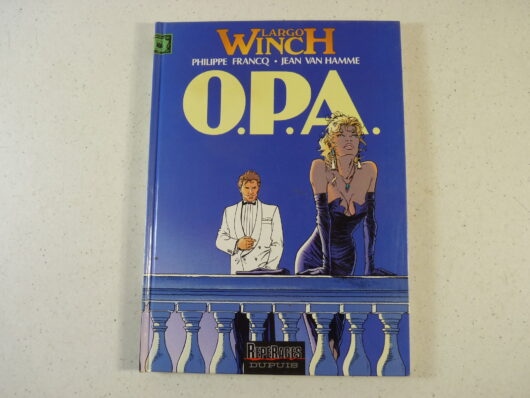 LARGO
WINCH
PHILIPPE FRANCQ • JEAN VAN HAMME
O.P.A.
REPÉRAGES
DUPUIS